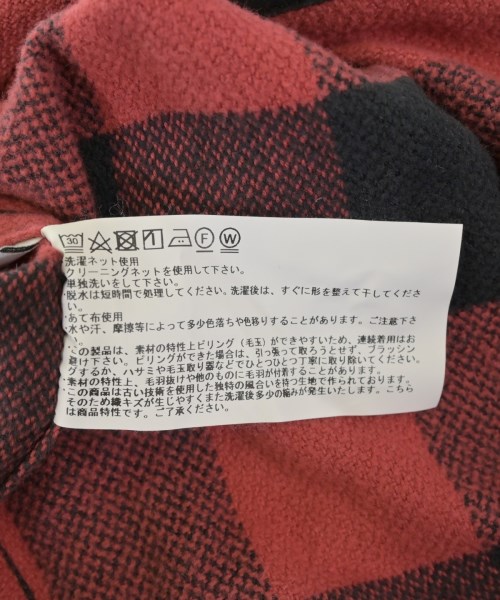 30 F W
洗濯ネット使用
クリーニングネットを使用して下さい。
単独洗いをして下さい。
脱水は短時間で処理してください。洗濯後は、すぐに形を整えて干してくださ
い。
あて布使用
水や汗、摩擦等によって多少色落ちや色移りすることがあります。ご注意下さ
い。
この製品は、素材の特性上ピリング（毛玉）ができやすいため、連続着用はお
避け下さい。ピリングができた場合は、引っ張って取ろうとせず、ブラッシン
グするか、ハサミや毛玉取り器などでひとつひとつ丁寧に取り除いて下さい。
素材の特性上、毛羽抜けや他のものに毛羽が付着することがあります。
この商品は古い技術を使用した独特の風合いを持つ生地で作られております。
そのため織キズが生じやすくまた洗濯後多少の縮みが発生いたします。こちら
は商品特性です。ご了承ください。